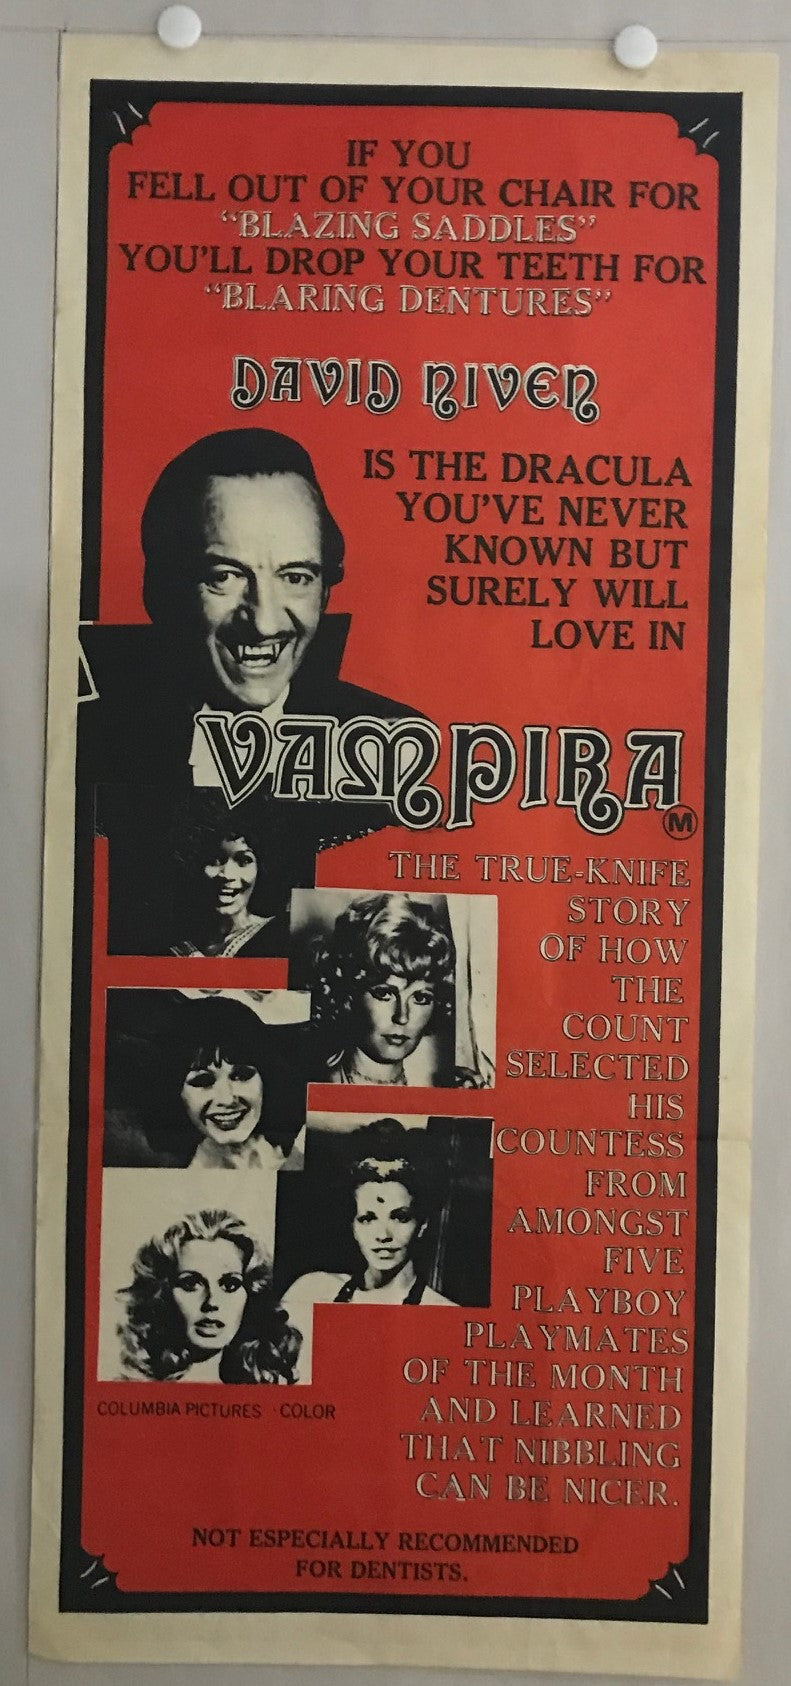 IF YOU
FELL OUT OF YOUR CHAIR FOR
"BLAZING SADDLES"
YOU'LL DROP YOUR TEETH FOR
"BLARING DENTURES"
DAVID NIVEN
IS THE DRACULA
YOU'VE NEVER
KNOWN BUT
SURELY WILL
LOVE IN
VAMPIRA
M
THE TRUE-KNIFE
STORY
OF HOW
THE
COUNT
SELECTED
HIS
COUNTESS
FROM
AMONGST
FIVE
PLAYBOY
PLAYMATES
OF THE MONTH
AND LEARNED
THAT NIBBLING
CAN BE NICER.
COLUMBIA PICTURES · COLOR
NOT ESPECIALLY RECOMMENDED
FOR DENTISTS.